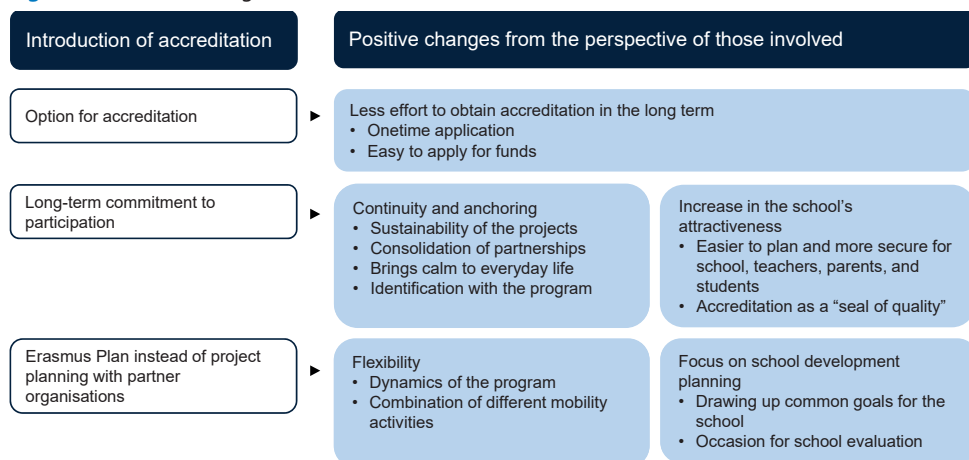 Introduction of accreditation
Positive changes from the perspective of those involved
Option for accreditation
Less effort to obtain accreditation in the long term
• Onetime application
• Easy to apply for funds
Long-term commitment to
participation
Continuity and anchoring
• Sustainability of the projects
• Consolidation of partnerships
• Brings calm to everyday life
• Identification with the program
Increase in the school's
attractiveness
• Easier to plan and more secure for
school, teachers, parents, and
students
• Accreditation as a “seal of quality”
Erasmus Plan instead of project
planning with partner
organisations
Flexibility
• Dynamics of the program
• Combination of different mobility
activities
Focus on school development
planning
• Drawing up common goals for the
school
• Occasion for school evaluation